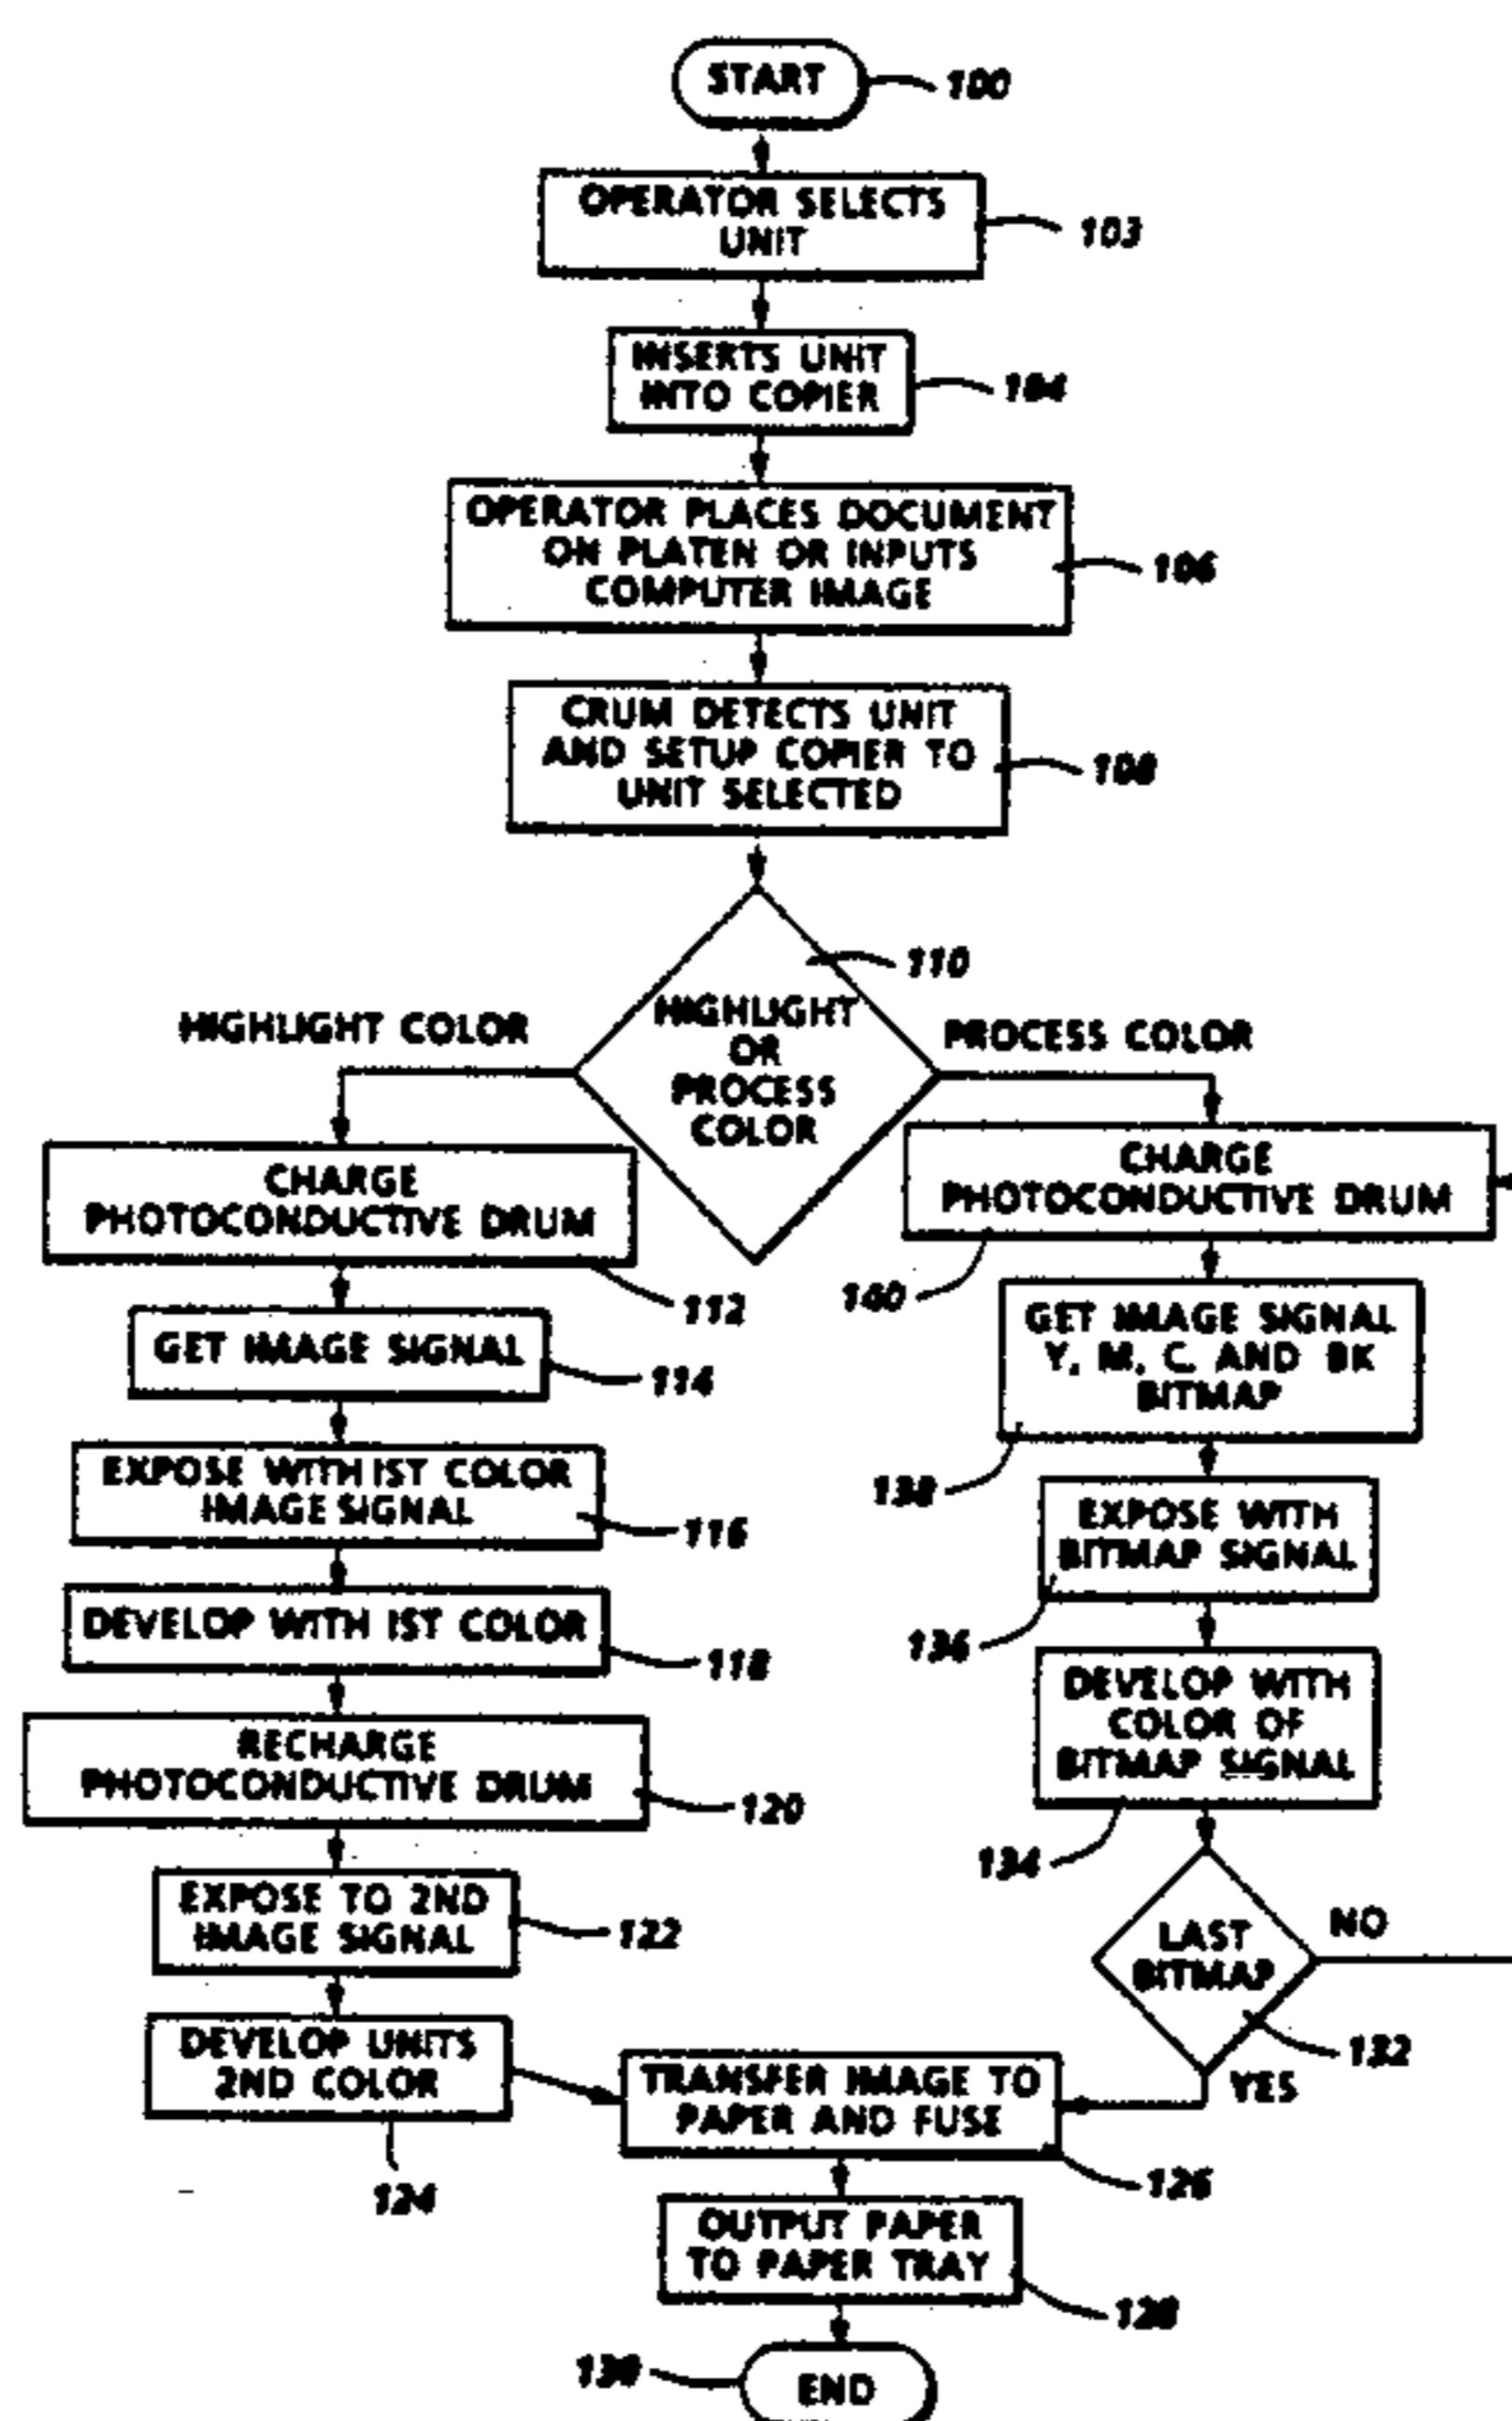 START
100
OPERATOR SELECTS
UNIT
103
INSERTS UNIT
INTO COPIER
104
OPERATOR PLACES DOCUMENT
ON PLATEN OR INPUTS
COMPUTER IMAGE
106
CRUM DETECTS UNIT
AND SETUP COPIER TO
UNIT SELECTED
108
110
HIGHLIGHT
OR
PROCESS
COLOR
HIGHLIGHT COLOR
PROCESS COLOR
CHARGE
PHOTOCONDUCTIVE DRUM
112
GET IMAGE SIGNAL
114
EXPOSE WITH IST COLOR
IMAGE SIGNAL
116
DEVELOP WITH IST COLOR
118
RECHARGE
PHOTOCONDUCTIVE DRUM
120
EXPOSE TO 2ND
IMAGE SIGNAL
122
DEVELOP UNITS
2ND COLOR
124
CHARGE
PHOTOCONDUCTIVE DRUM
140
GET IMAGE SIGNAL
Y, M, C, AND BK
BITMAP
138
EXPOSE WITH
BITMAP SIGNAL
136
DEVELOP WITH
COLOR OF
BITMAP SIGNAL
134
LAST
BITMAP
NO
132
YES
TRANSFER IMAGE TO
PAPER AND FUSE
126
OUTPUT PAPER
TO PAPER TRAY
128
130
END